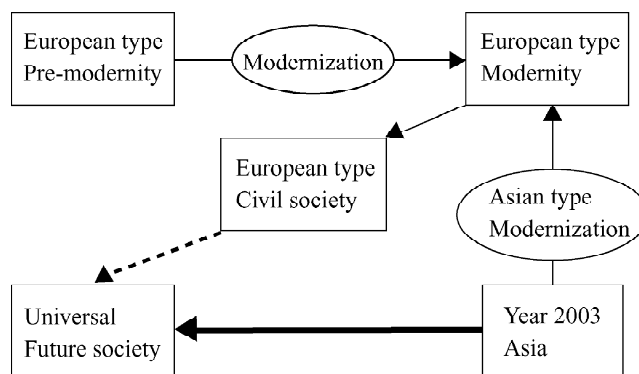 European type
Pre-modernity
Modernization
European type
Modernity
European type
Civil society
Asian type
Modernization
Universal
Future society
Year 2003
Asia